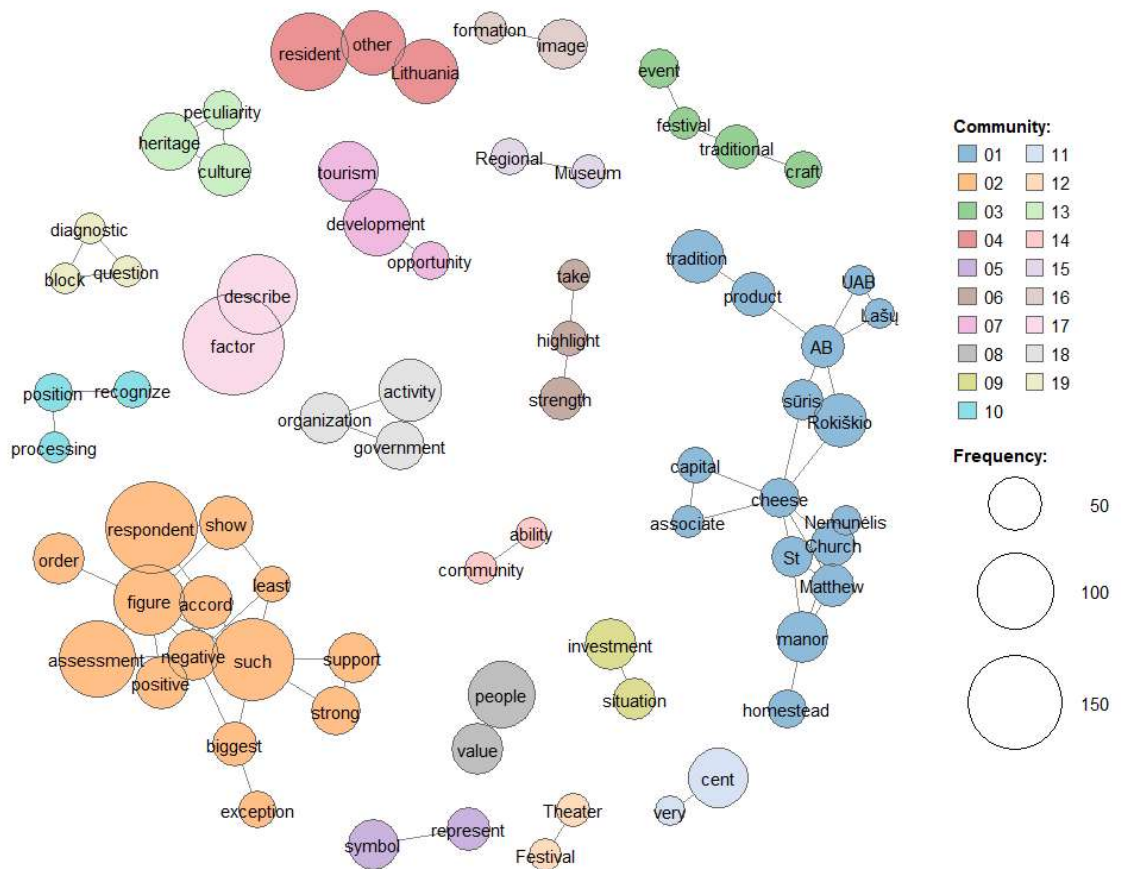 formation
image
resident
other
Lithuania
event
festival
traditional
craft
peculiarity
heritage
culture
Regional
Museum
tourism
development
opportunity
diagnostic
block
question
describe
factor
take
highlight
strength
position
recognize
processing
activity
organization
government
tradition
product
UAB
Lašų
AB
sūris
Rokiškio
capital
cheese
associate
Nemunėlis
Church
St
Matthew
manor
homestead
respondent
show
order
figure
accord
least
assessment
negative
such
support
positive
strong
biggest
exception
ability
community
investment
situation
people
value
cent
very
symbol
represent
Theater
Festival
Community:
01 11
02 12
03 13
04 14
05 15
06 16
07 17
08 18
09 19
10
Frequency:
50
100
150